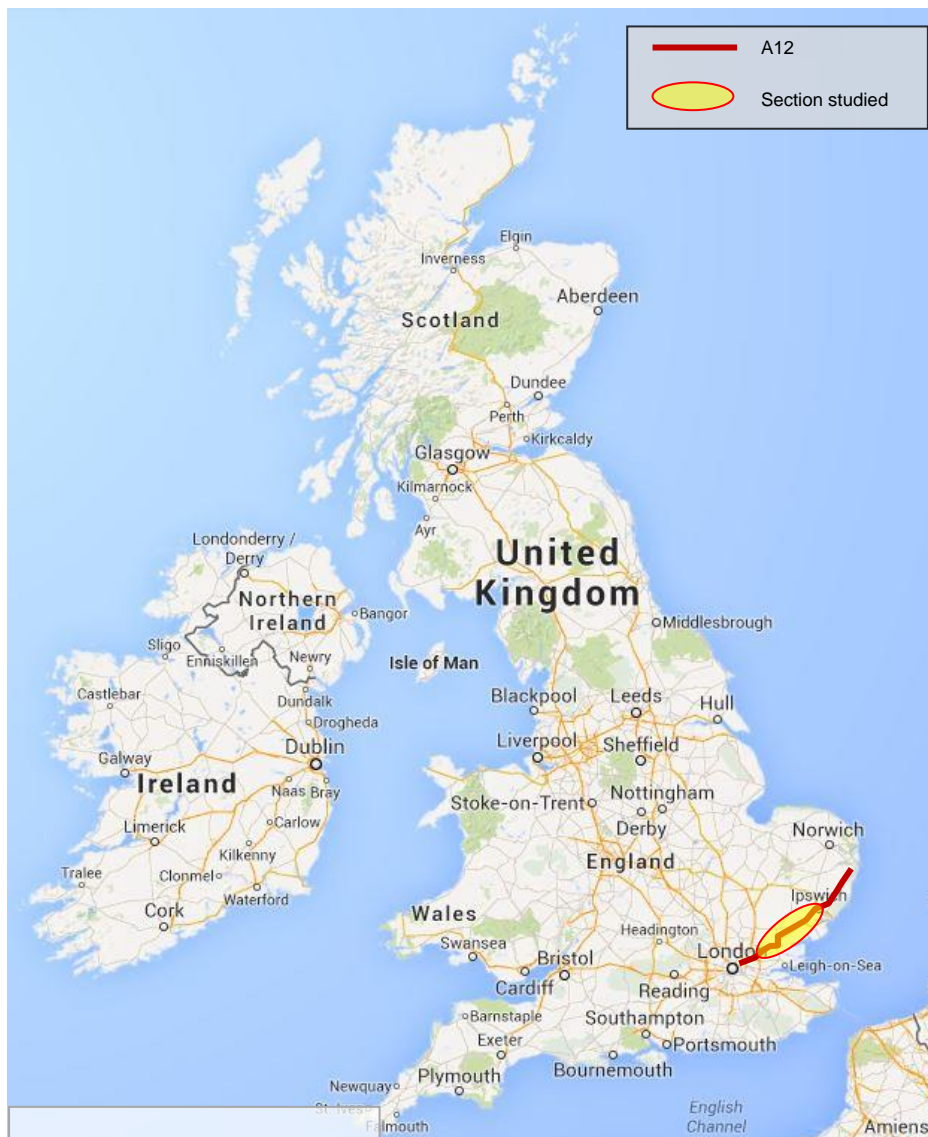 A12
Section studied
Elgin
Inverness
Aberdeen
Scotland
Dundee
Perth
Kirkcaldy
Glasgow
Kilmarnock
Ayr
Londonderry /
Derry
United
Kingdom
Northern
Ireland
Bangor
Middlesbrough
Sligo
Enniskillen
Newry
Isle of Man
Castlebar
Dundalk
Blackpool
Leeds
Hull
Drogheda
Dublin
Liverpool
Sheffield
Galway
Ireland
Naas
Bray
Stoke-on-Trent
Nottingham
Limerick
Carlow
Derby
Norwich
Kilkenny
England
Tralee
Clonmel
Waterford
Ipswich
Cork
Wales
Headington
Swansea
London
Leigh-on-Sea
Bristol
Cardiff
Reading
Barnstaple
Southampton
Exeter
Portsmouth
Bournemouth
Newquay
Plymouth
St Ives
Falmouth
English
Channel
Amiens